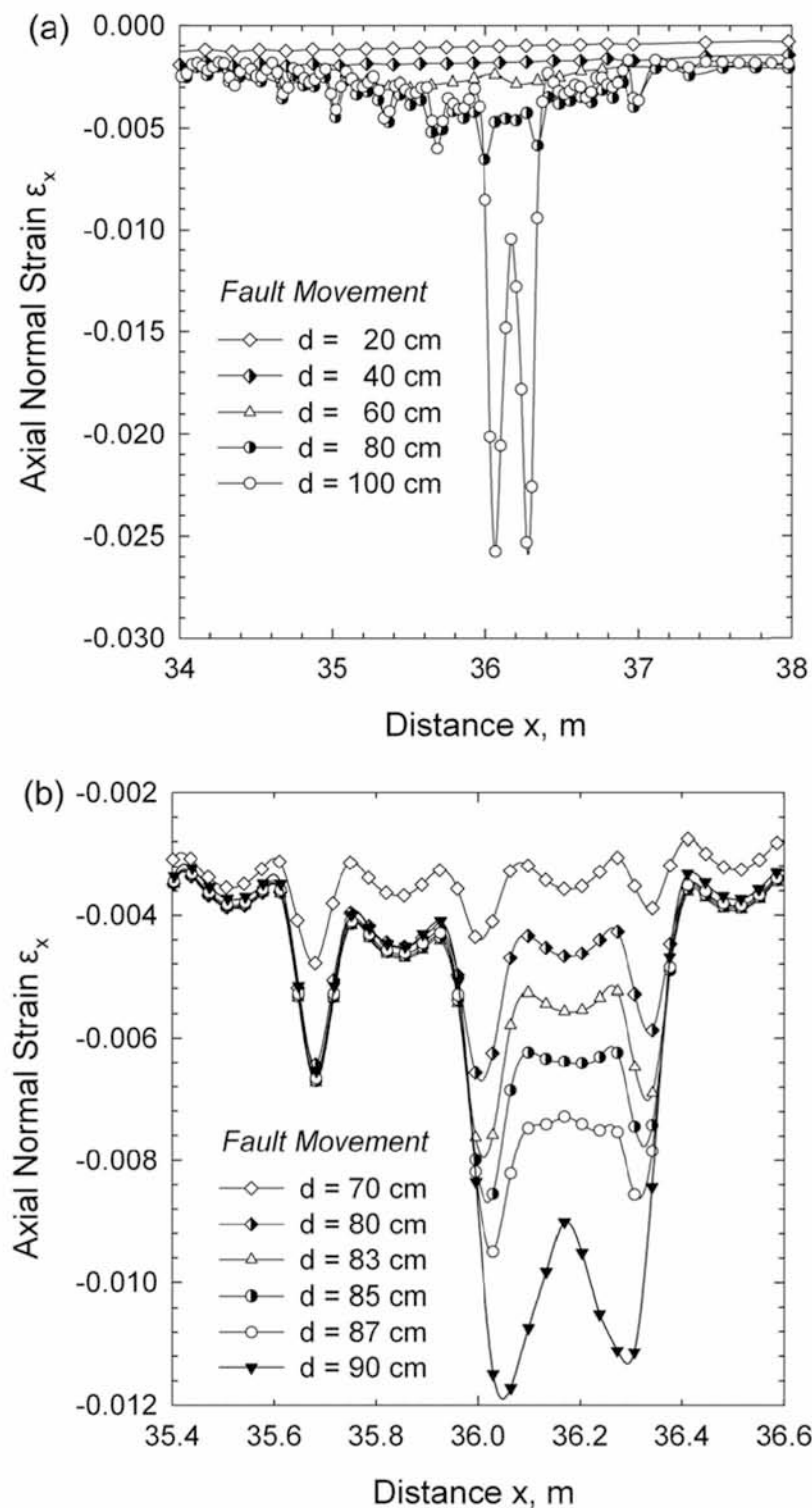 (a)
0.000
-0.005
-0.010
-0.015
-0.020
-0.025
-0.030
Axial Normal Strain εx
Fault Movement
d = 20 cm
d = 40 cm
d = 60 cm
d = 80 cm
d = 100 cm
34 35 36 37 38
Distance x, m
(b)
-0.002
-0.004
-0.006
-0.008
-0.010
-0.012
Axial Normal Strain εx
Fault Movement
d = 70 cm
d = 80 cm
d = 83 cm
d = 85 cm
d = 87 cm
d = 90 cm
35.4 35.6 35.8 36.0 36.2 36.4 36.6
Distance x, m